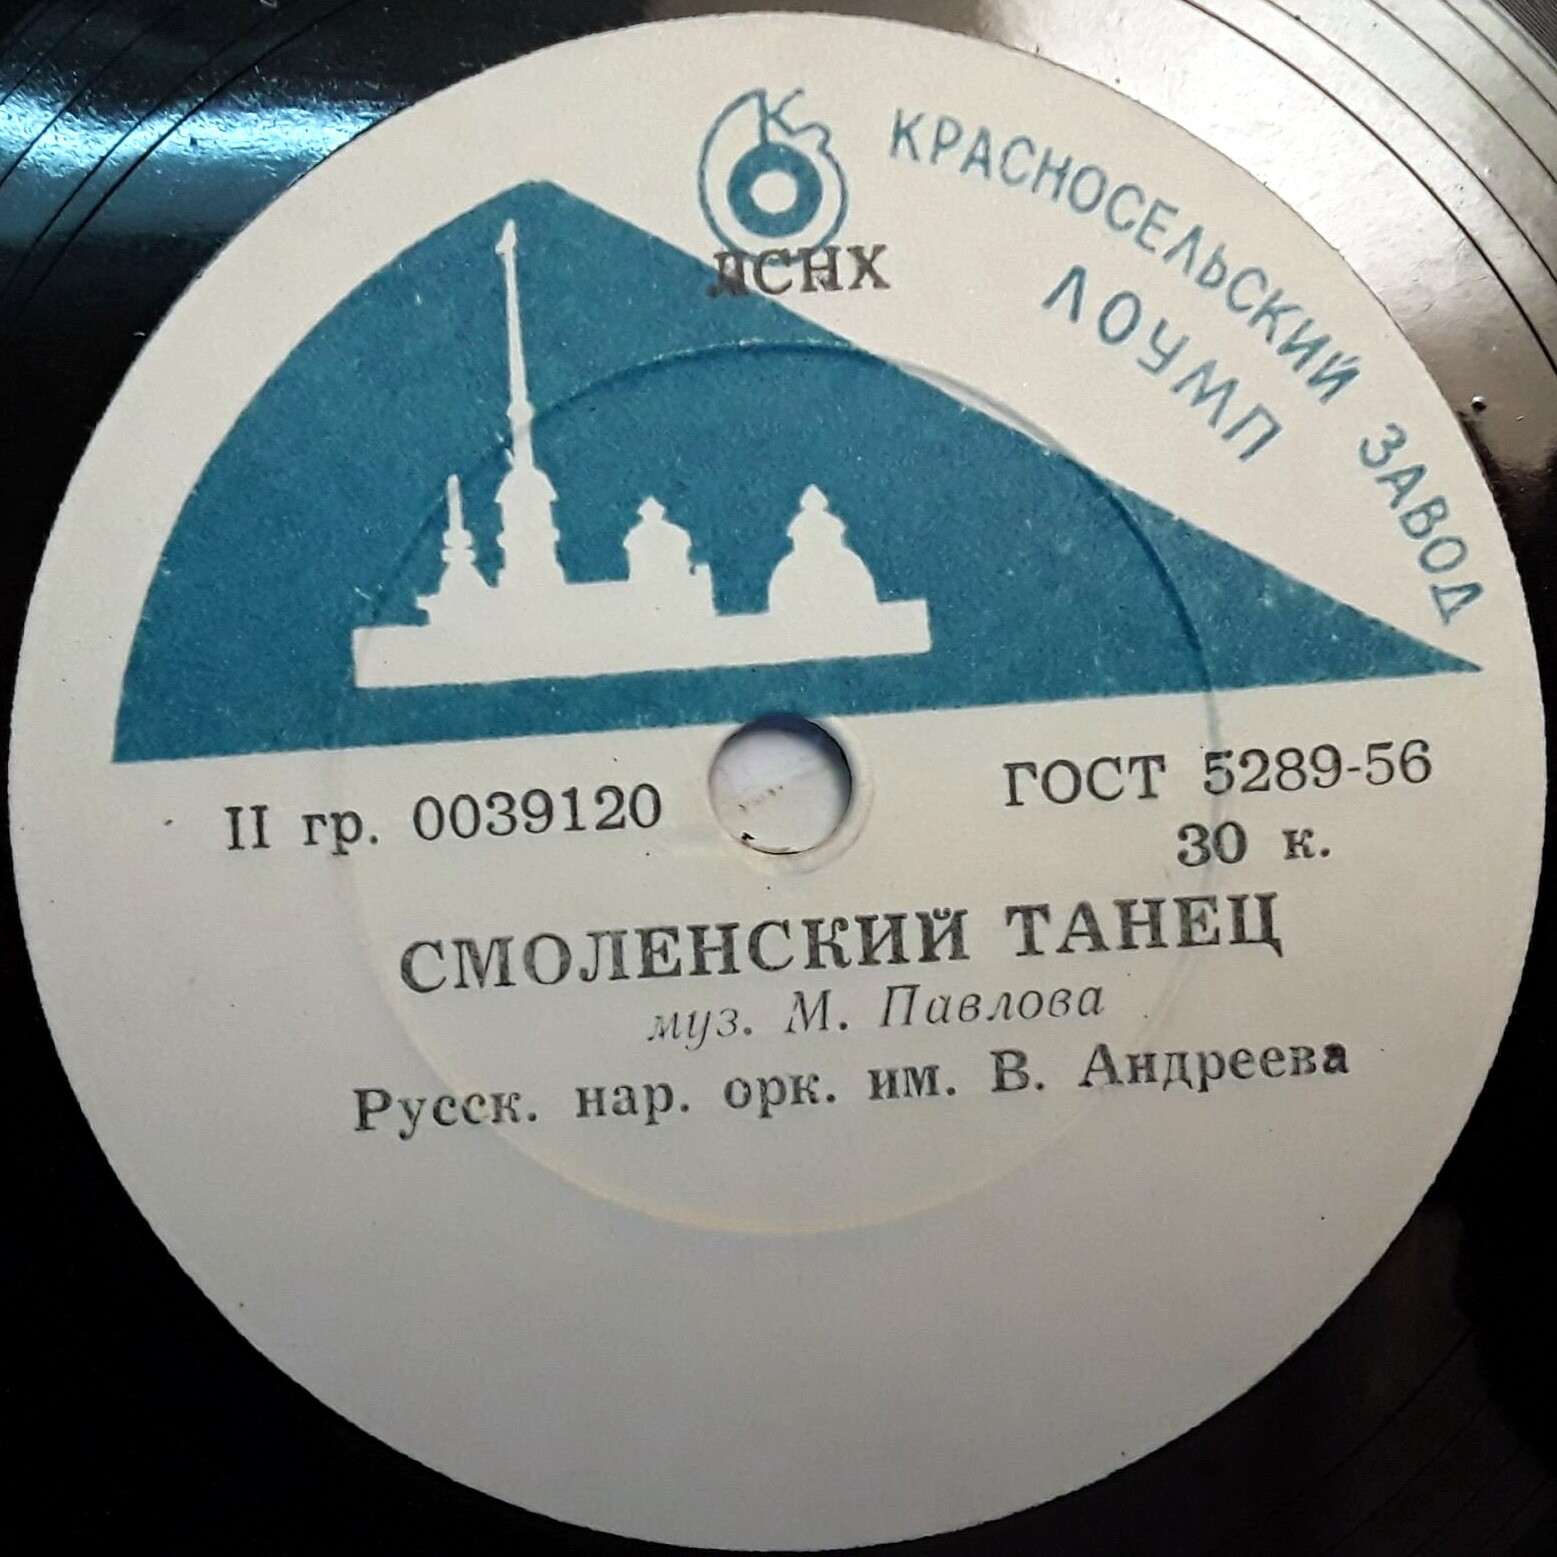 КЗ
КРАСНОСЕЛЬСКИЙ ЗАВОД
ЛСНХ
ЛОУМП
II гр. 0039120
ГОСТ 5289-56
30 к.
СМОЛЕНСКИЙ ТАНЕЦ
муз. М. Павлова
Русск. нар. орк. им. В. Андреева